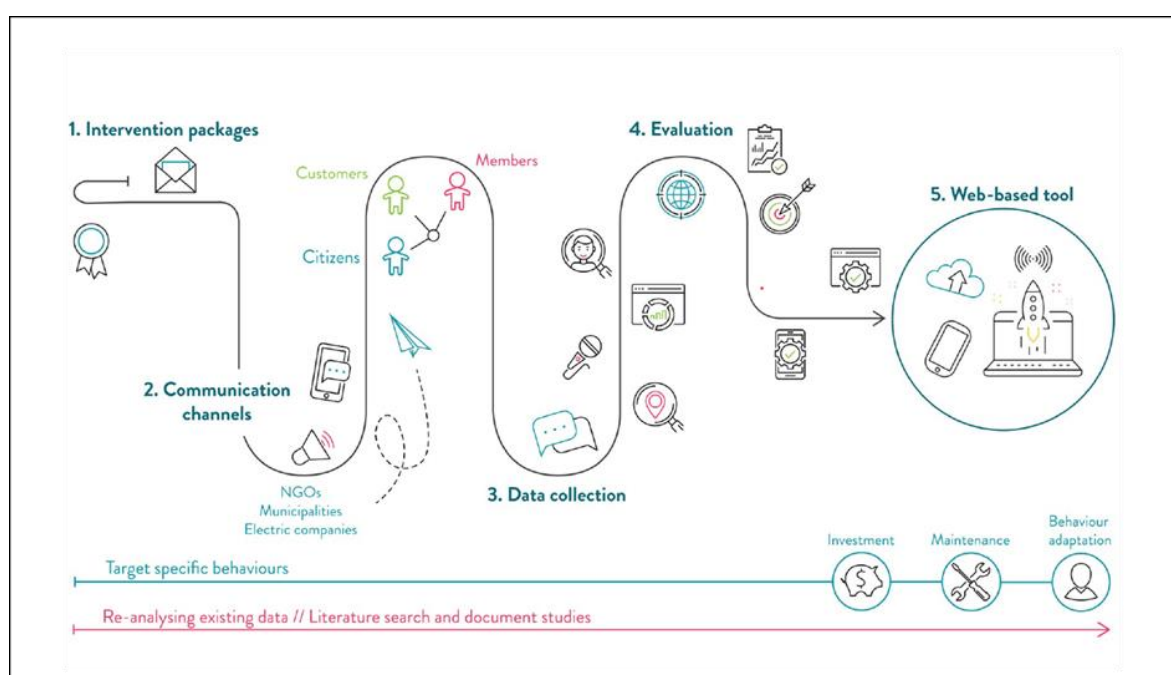 1. Intervention packages
Customers
Members
Citizens
2. Communication
channels
NGOs
Municipalities
Electric companies
3. Data collection
4. Evaluation
5. Web-based tool
Target specific behaviours
Investment
Maintenance
Behaviour
adaptation
Re-analysing existing data // Literature search and document studies